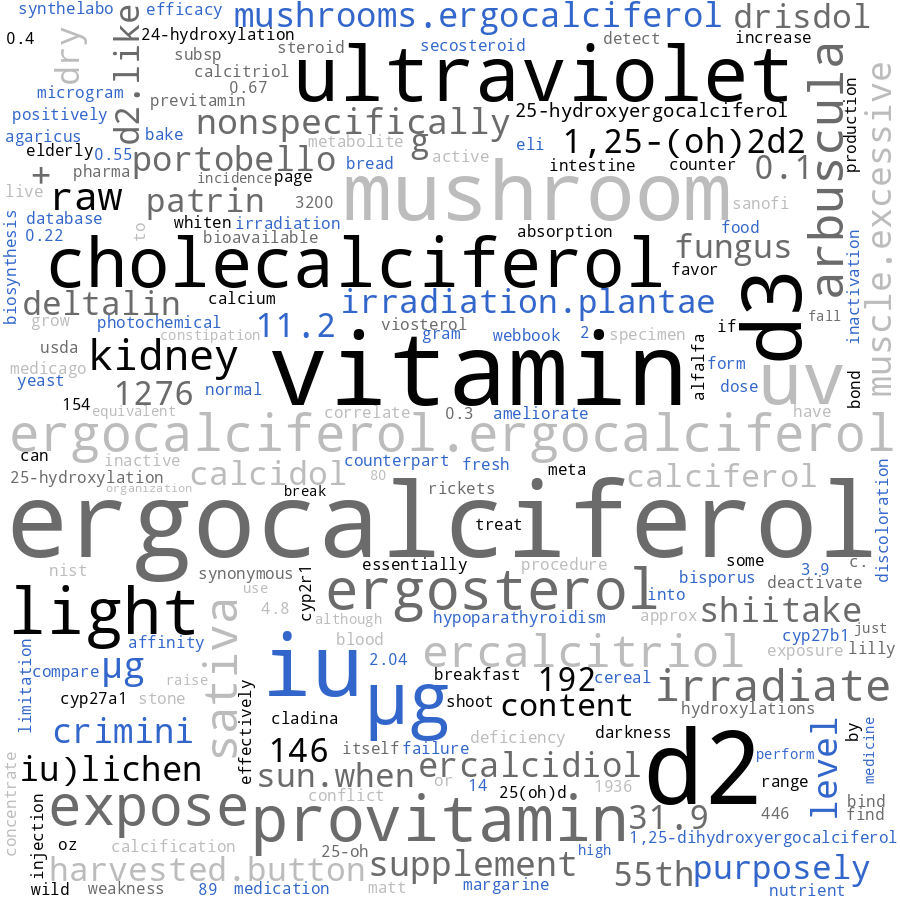 synthelabo
efficacy
mushrooms.ergocalciferol
drisdol
0.4
dry
d2.like
24-hydroxylation
steroid
secosteroid
detect
increase
subsp
calcitriol
ultraviolet
0.67
microgram
previtamin
positively
nonspecifically
25-hydroxyergocalciferol
arbuscula
production
muscle.excessive
agaricus
bake
metabolite
g
eli
1,25-(oh)2d2
elderly
0.55
portobello
bread
active
pharma
incidence
page
intestine
counter
0.1
+
live
raw
patrin
3200
mushroom
sanofi
database
to
whiten
irradiation
absorption
food
biosynthesis
0.22
bioavailable
cholecalciferol
fungus
favor
d3
inactivation
deltalin
calcium
irradiation.plantae
grow
photochemical
constipation
11.2
viosterol
gram
webbook
2
specimen
if
fall
usda
kidney
vitamin
alfalfa
form
medicago
yeast
1276
normal
dose
uv
bond
154
equivalent
correlate
0.3
ameliorate
have
ergocalciferol.ergocalciferol
can
inactive
counterpart
fresh
meta
25-hydroxylation
calcidol
80
calciferol
discoloration
organization
break
rickets
ergocalciferol
treat
nist
synonymous
essentially
procedure
some
c.
3.9
use
cyp2r1
ergosterol
bisporus
deactivate
into
light
sativa
4.8
although
hypoparathyroidism
approx
shiitake
just
affinity
blood
cyp27b1
limitation
compare
µg
iu
2.04
ercalcitriol
exposure
lilly
raise
breakfast
192
cereal
irradiate
cyp27a1
stone
effectively
µg
shoot
content
hydroxylations
crimini
cladina
darkness
level
by
medicine
146
itself
failure
deficiency
d2
perform
iu)lichen
sun.when
ercalcidiol
range
concentrate
or
14
25(oh)d
1936
conflict
expose
provitamin
31.9
446
bind
find
injection
oz
calcification
25-oh
high
1,25-dihydroxyergocalciferol
harvested.button
supplement
55th
purposely
wild
weakness
89
medication
matt
margarine
nutrient